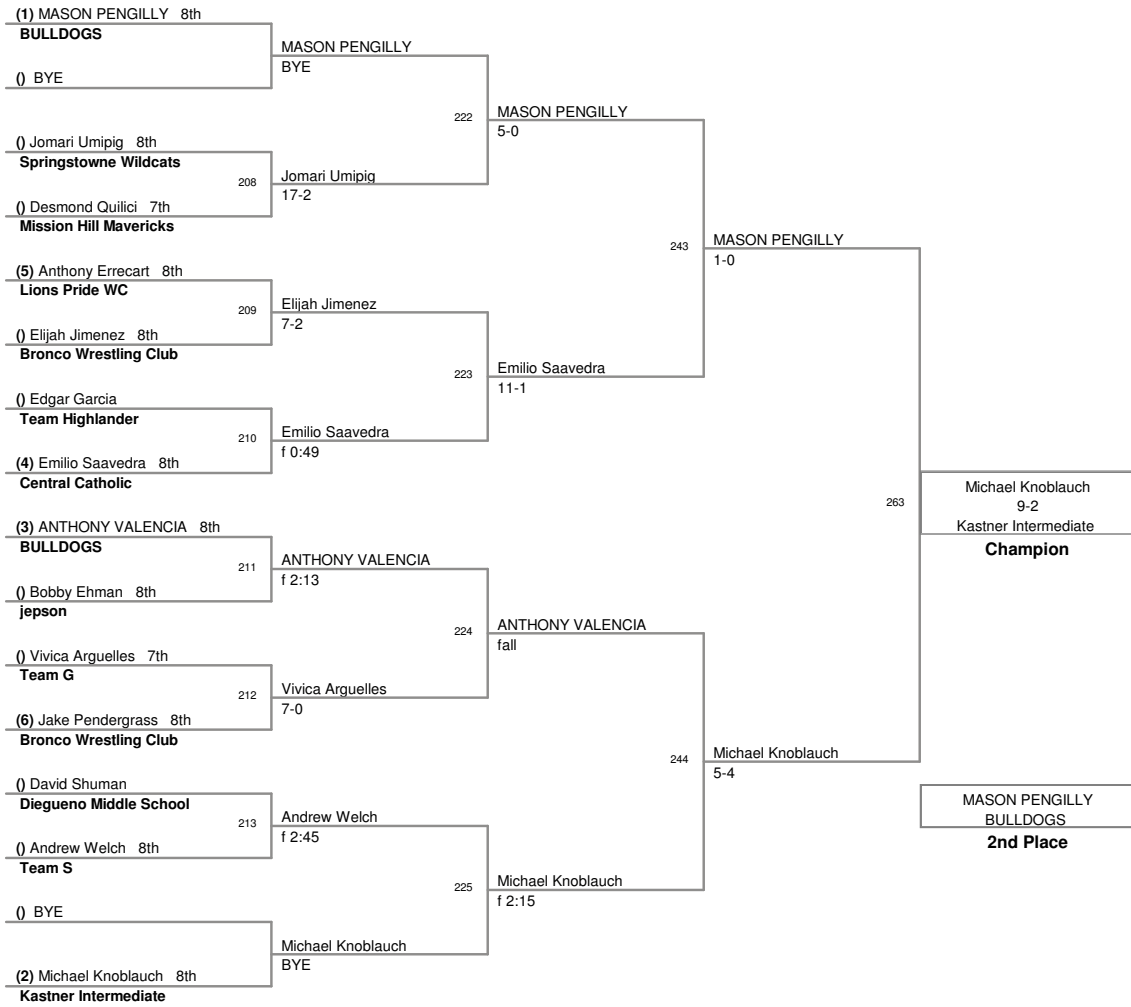 (1) MASON PENGILLY 8th
BULLDOGS
() BYE
() Jomari Umipig 8th
Springstowne Wildcats
208
() Desmond Quilici 7th
Mission Hill Mavericks
(5) Anthony Errecart 8th
Lions Pride WC
209
() Elijah Jimenez 8th
Bronco Wrestling Club
() Edgar Garcia
Team Highlander
210
(4) Emilio Saavedra 8th
Central Catholic
(3) ANTHONY VALENCIA 8th
BULLDOGS
211
() Bobby Ehman 8th
jepson
() Vivica Arguelles 7th
Team G
212
(6) Jake Pendergrass 8th
Bronco Wrestling Club
() David Shuman
Diegueno Middle School
213
() Andrew Welch 8th
Team S
() BYE
(2) Michael Knoblauch 8th
Kastner Intermediate
MASON PENGILLY
BYE
222
Jomari Umipig
17-2
Elijah Jimenez
7-2
223
Emilio Saavedra
f 0:49
ANTHONY VALENCIA
f 2:13
224
Vivica Arguelles
7-0
Andrew Welch
f 2:45
225
Michael Knoblauch
BYE
MASON PENGILLY
5-0
243
Emilio Saavedra
11-1
ANTHONY VALENCIA
fall
244
Michael Knoblauch
f 2:15
MASON PENGILLY
1-0
263
Michael Knoblauch
5-4
Michael Knoblauch
9-2
Kastner Intermediate
Champion
MASON PENGILLY
BULLDOGS
2nd Place